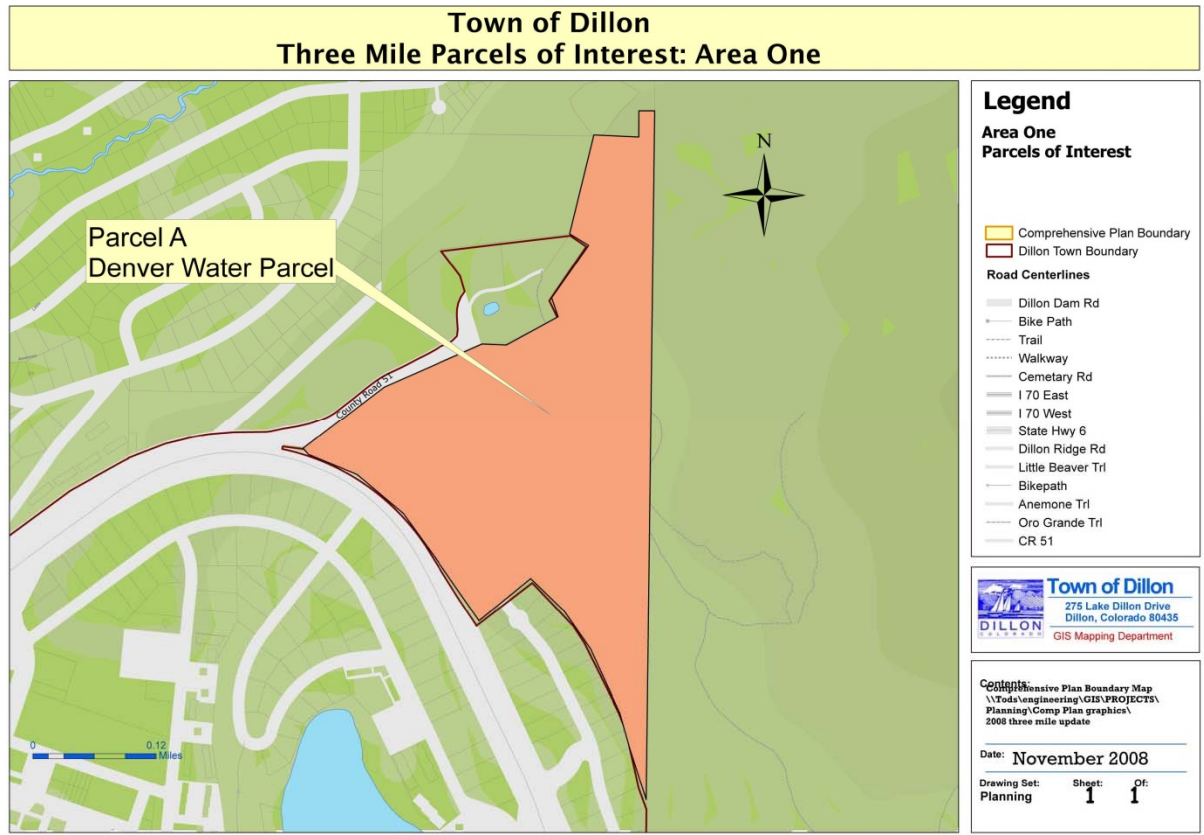 Town of Dillon
Three Mile Parcels of Interest: Area One
Parcel A
Denver Water Parcel
County Road 51
N
0
0.12
Miles
Legend
Area One
Parcels of Interest
Comprehensive Plan Boundary
Dillon Town Boundary
Road Centerlines
Dillon Dam Rd
Bike Path
Trail
Walkway
Cemetary Rd
I 70 East
I 70 West
State Hwy 6
Dillon Ridge Rd
Little Beaver Trl
Bikepath
Anemone Trl
Oro Grande Trl
CR 51
DILLON
COLORADO
Town of Dillon
275 Lake Dillon Drive
Dillon, Colorado 80435
GIS Mapping Department
Contents:
Comprehensive Plan Boundary Map
\\Tods\engineering\GIS\PROJECTS\
Planning\Comp Plan graphics\
2008 three mile update
Date: November 2008
Drawing Set: Sheet: Of:
Planning 1 1